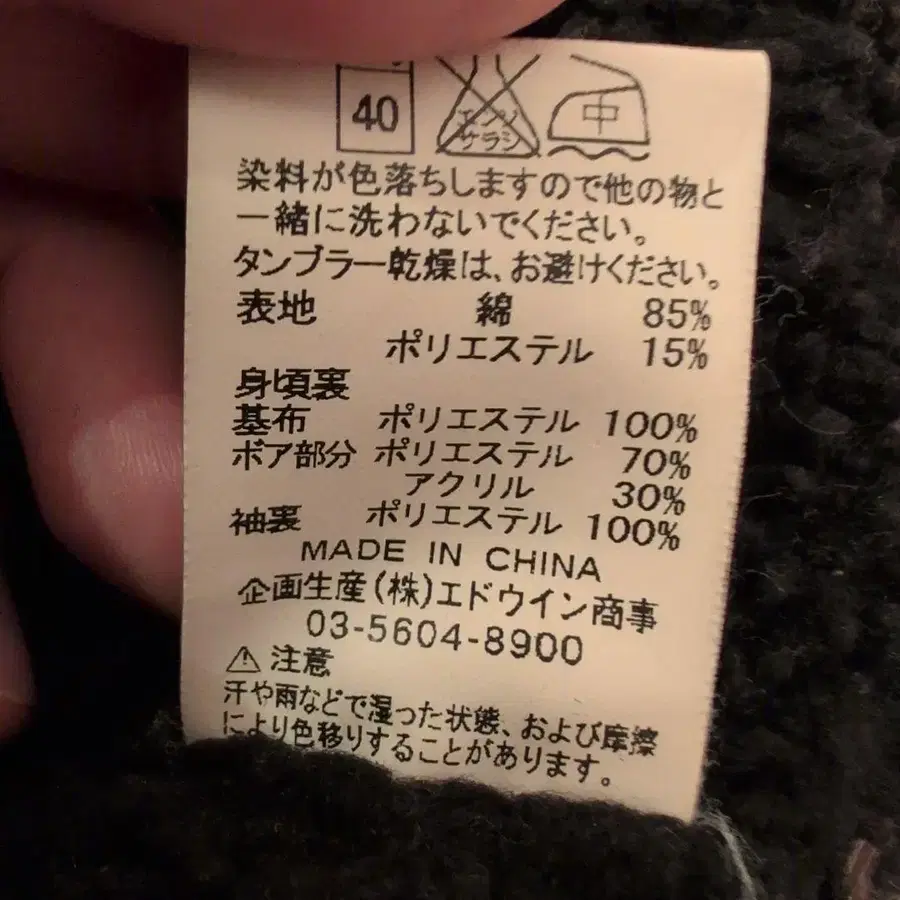 40 エンソ サラシ 中
染料が色落ちしますので他の物と
一緒に洗わないでください。
タンブラー乾燥は、お避けください。
表地 綿 85%
ポリエステル 15%
身頃裏
基布 ポリエステル 100%
ボア部分 ポリエステル 70%
アクリル 30%
袖裏 ポリエステル 100%
MADE IN CHINA
企画生産(株)エドウイン商事
03-5604-8900
⚠ 注意
汗や雨などで湿った状態、および摩擦
により色移りすることがあります。